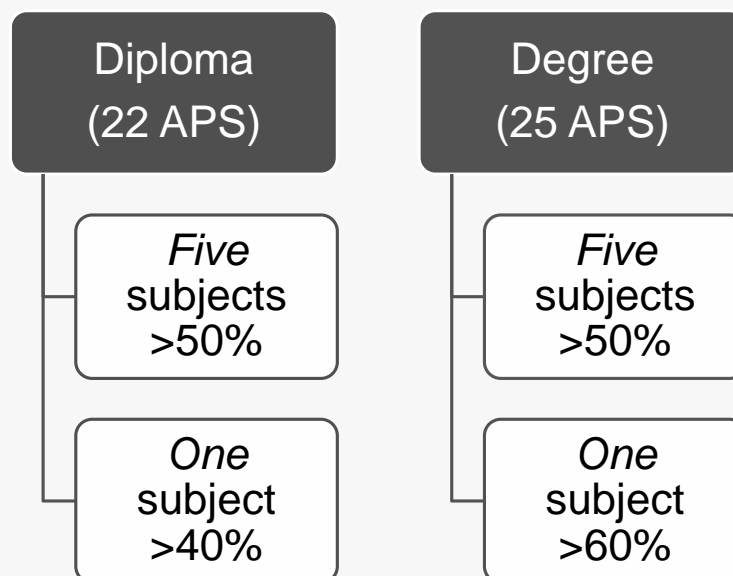 Diploma
(22 APS)
Five
subjects
>50%
One
subject
>40%
Degree
(25 APS)
Five
subjects
>50%
One
subject
>60%